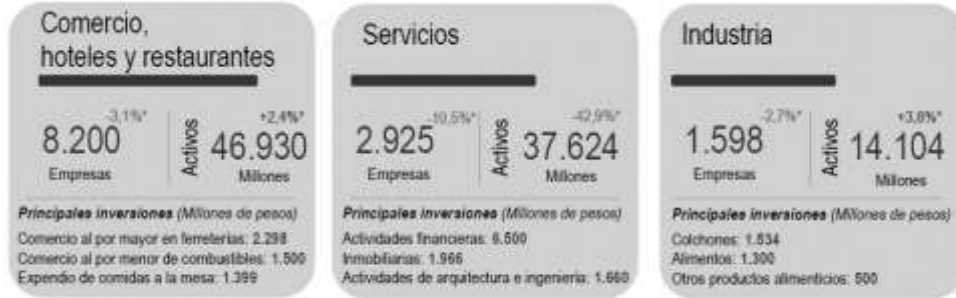 Comercio,
hoteles y restaurantes
-3,1%*
+2,4%*
8.200
Activos
46.930
Empresas
Millones
Principales inversiones (Millones de pesos)
Comercio al por mayor en ferreterías: 2.298
Comercio al por menor de combustibles: 1.500
Expendio de comidas a la mesa: 1.399
Servicios
-10,5%*
-42,9%*
2.925
Activos
37.624
Empresas
Millones
Principales inversiones (Millones de pesos)
Actividades financieras: 6.500
Inmobiliarias: 1.966
Actividades de arquitectura e ingeniería: 1.660
Industria
-2,7%*
+3,8%*
1.598
Activos
14.104
Empresas
Millones
Principales inversiones (Millones de pesos)
Colchones: 1.534
Alimentos: 1.300
Otros productos alimenticios: 500